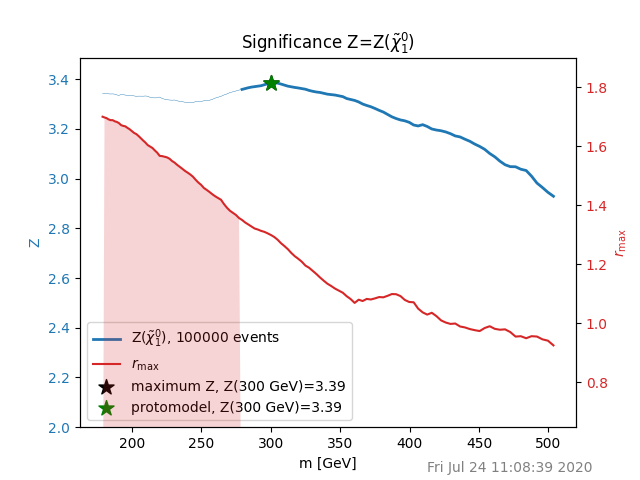 Significance Z=Z(χ̃₁⁰)
3.4
3.2
3.0
2.8
2.6
2.4
2.2
2.0
Z
1.8
1.6
1.4
1.2
1.0
0.8
r_max
Z(χ̃₁⁰), 100000 events
r_max
maximum Z, Z(300 GeV)=3.39
protomodel, Z(300 GeV)=3.39
200 250 300 350 400 450 500
m [GeV]
Fri Jul 24 11:08:39 2020